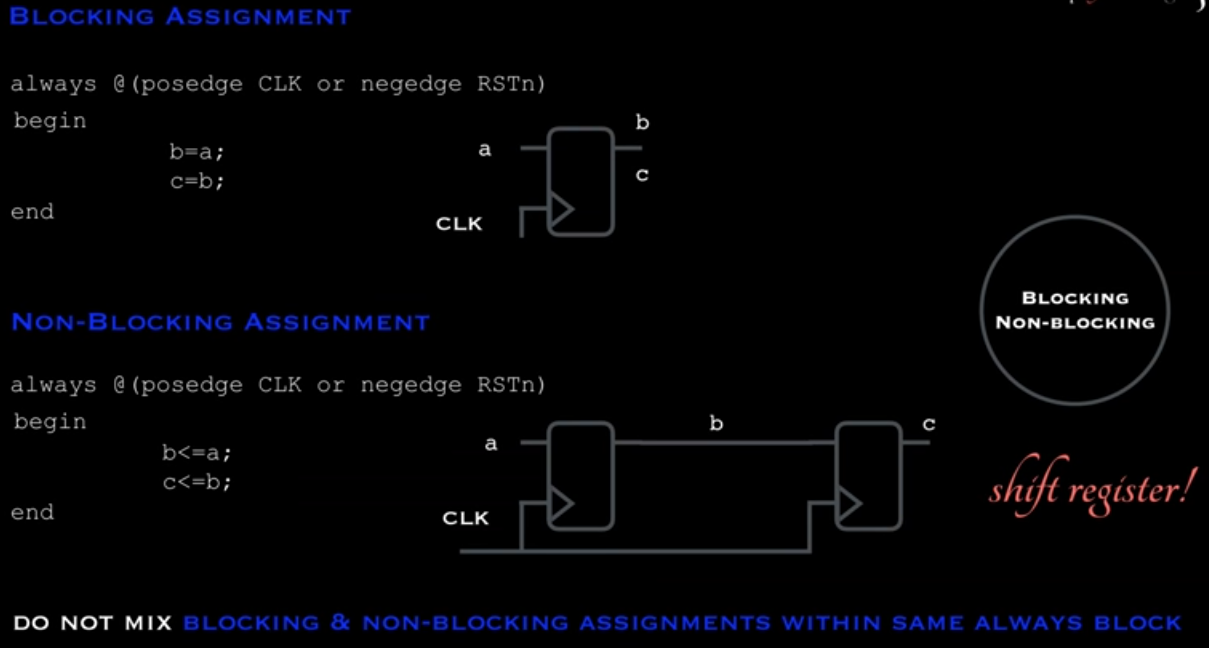 BLOCKING ASSIGNMENT
always @(posedge CLK or negedge RSTn)
begin
b=a;
c=b;
end
a
b
c
CLK
NON-BLOCKING ASSIGNMENT
always @(posedge CLK or negedge RSTn)
begin
b<=a;
c<=b;
end
a
b
c
CLK
BLOCKING
NON-BLOCKING
shift register!
DO NOT MIX BLOCKING & NON-BLOCKING ASSIGNMENTS WITHIN SAME ALWAYS BLOCK